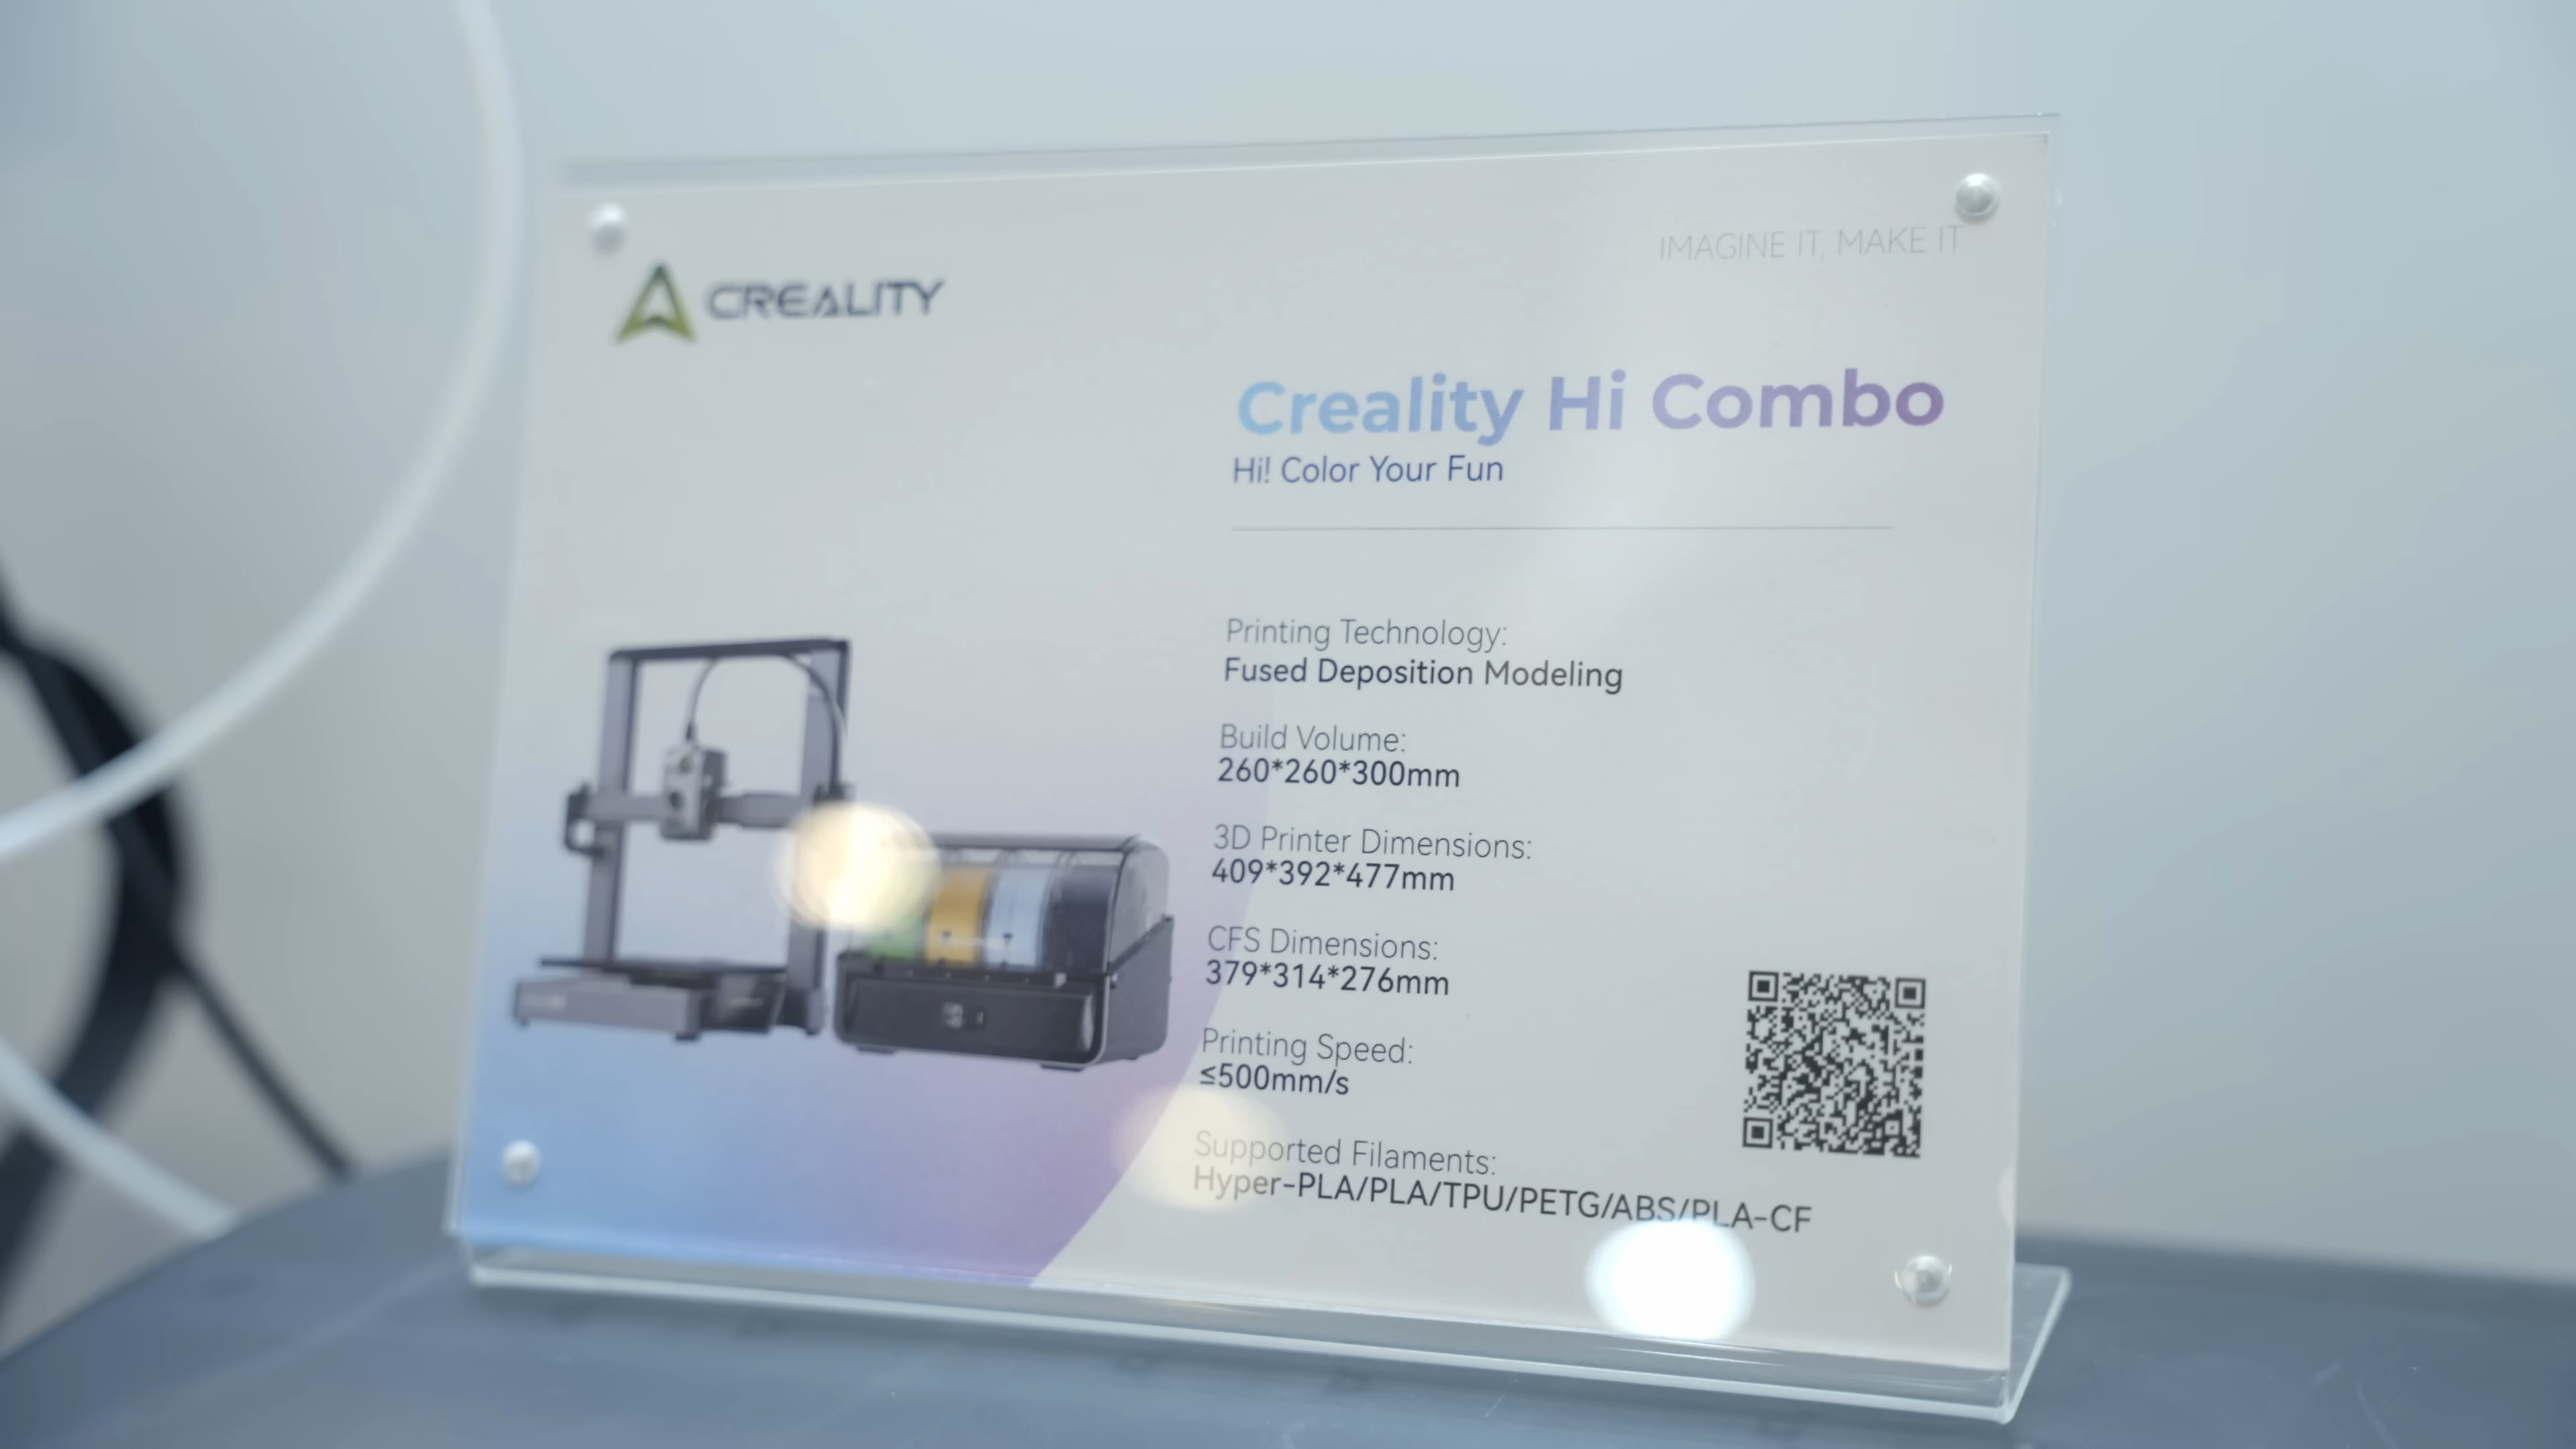 CREALITY
IMAGINE IT, MAKE IT
Creality Hi Combo
Hi! Color Your Fun
Printing Technology:
Fused Deposition Modeling
Build Volume:
260*260*300mm
3D Printer Dimensions:
409*392*477mm
CFS Dimensions:
379*314*276mm
Printing Speed:
≤500mm/s
Supported Filaments:
Hyper-PLA/PLA/TPU/PETG/ABS/PLA-CF